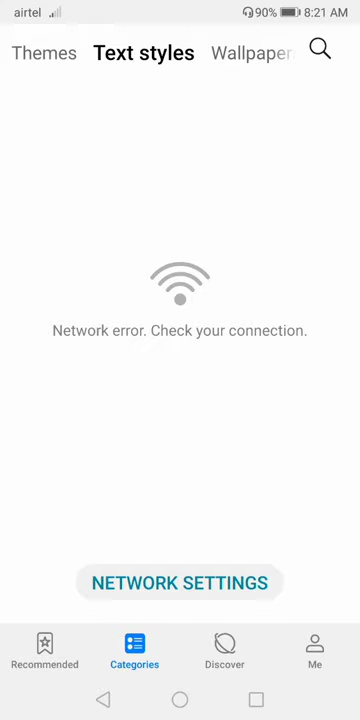 airtel 90% 8:21 AM
Themes Text styles Wallpaper
Network error. Check your connection.
NETWORK SETTINGS
Recommended Categories Discover Me